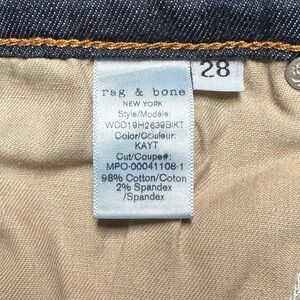 28
rag & bone
NEW YORK
Style/Modèle:
WDD19H2639BIKT
Color/Couleur:
KAYT
Cut/Coupe#:
MPO-00041108-1
98% Cotton/Coton
2% Spandex
/Spandex